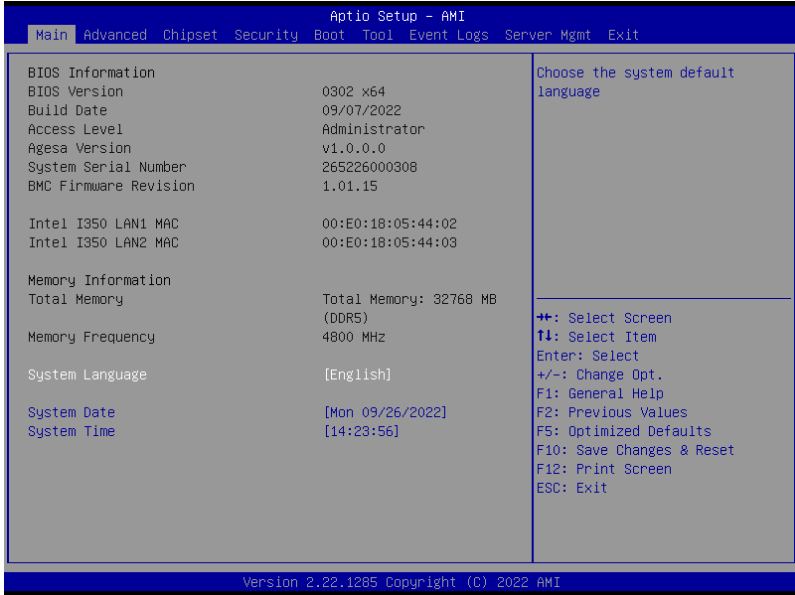 Aptio Setup - AMI
Main Advanced Chipset Security Boot Tool Event Logs Server Mgmt Exit
BIOS Information
BIOS Version 0302 x64
Build Date 09/07/2022
Access Level Administrator
Agesa Version v1.0.0.0
System Serial Number 265226000308
BMC Firmware Revision 1.01.15
Intel I350 LAN1 MAC 00:E0:18:05:44:02
Intel I350 LAN2 MAC 00:E0:18:05:44:03
Memory Information
Total Memory Total Memory: 32768 MB
(DDR5)
Memory Frequency 4800 MHz
System Language [English]
System Date [Mon 09/26/2022]
System Time [14:23:56]
Choose the system default
language
→←: Select Screen
↑↓: Select Item
Enter: Select
+/-: Change Opt.
F1: General Help
F2: Previous Values
F5: Optimized Defaults
F10: Save Changes & Reset
F12: Print Screen
ESC: Exit
Version 2.22.1285 Copyright (C) 2022 AMI